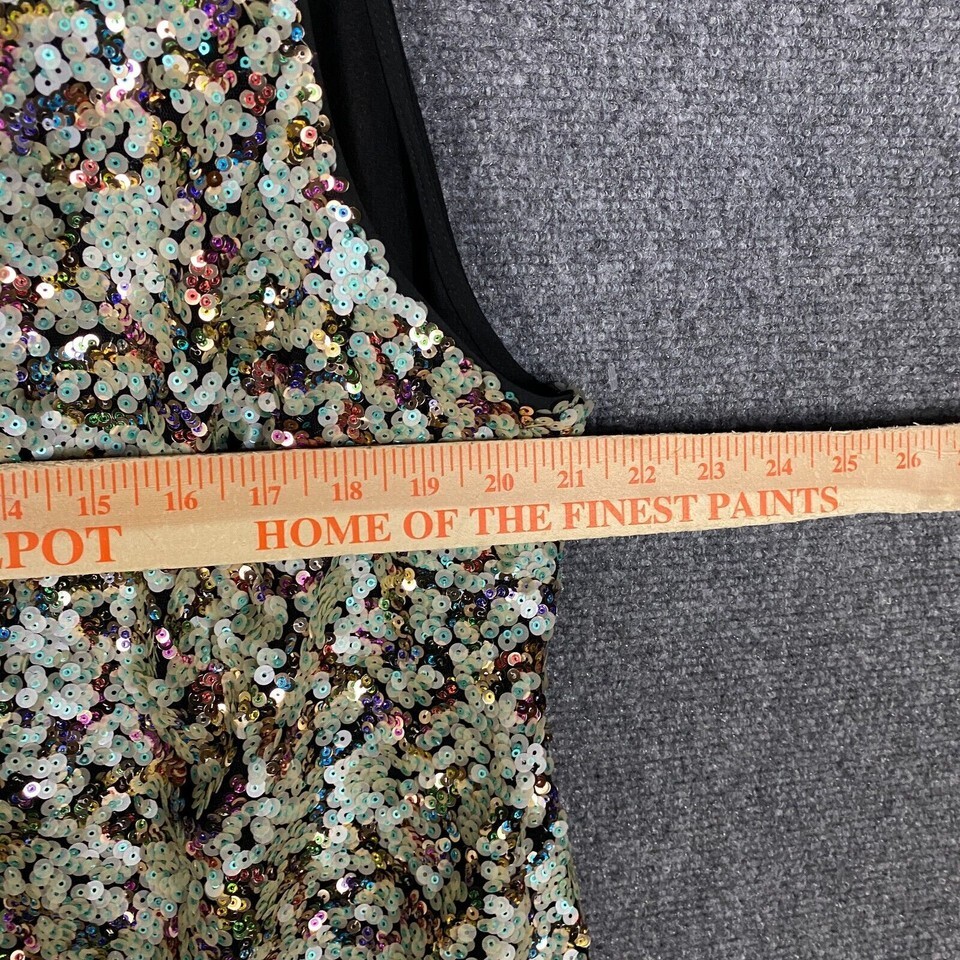 4 15 16 17 18 19 20 21 22 23 24 25 26
POT HOME OF THE FINEST PAINTS